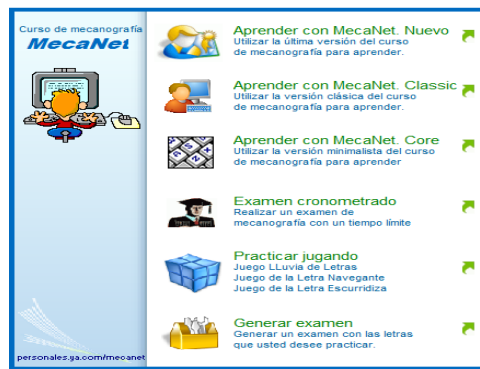 Curso de mecanografía
MecaNet
Aprender con MecaNet. Nuevo
Utilizar la última versión del curso
de mecanografía para aprender.
Aprender con MecaNet. Classic
Utilizar la versión clásica del curso
de mecanografía para aprender.
Aprender con MecaNet. Core
Utilizar la versión minimalista del curso
de mecanografía para aprender
Examen cronometrado
Realizar un examen de
mecanografía con un tiempo límite
Practicar jugando
Juego LLuvia de Letras
Juego de la Letra Navegante
Juego de la Letra Escurridiza
Generar examen
Generar un examen con las letras
que usted desee practicar.
personales.ya.com/mecanet